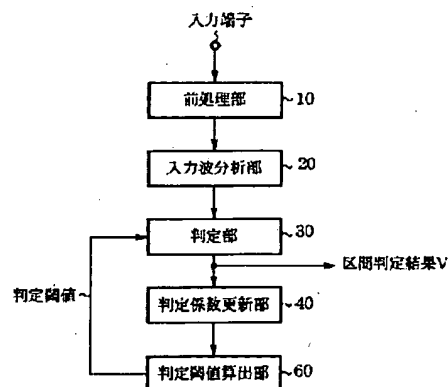 入力端子
前処理部
10
入力波分析部
20
判定部
30
区間判定結果V
判定閾値
判定係数更新部
40
判定閾値算出部
60